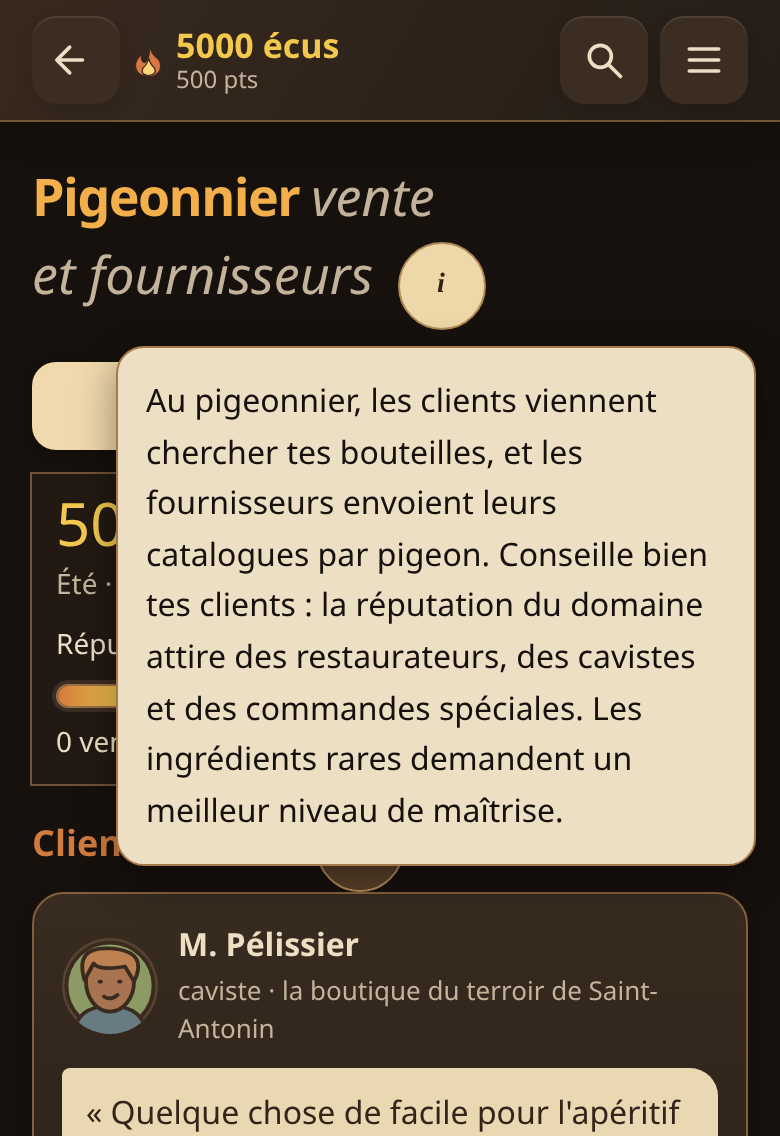 5000 écus
500 pts
Pigeonnier vente
et fournisseurs i
Au pigeonnier, les clients viennent
chercher tes bouteilles, et les
fournisseurs envoient leurs
catalogues par pigeon. Conseille bien
tes clients : la réputation du domaine
attire des restaurateurs, des cavistes
et des commandes spéciales. Les
ingrédients rares demandent un
meilleur niveau de maîtrise.
50
Été ·
0
M. Pélissier
caviste · la boutique du terroir de Saint-
Antonin
« Quelque chose de facile pour l'apéritif